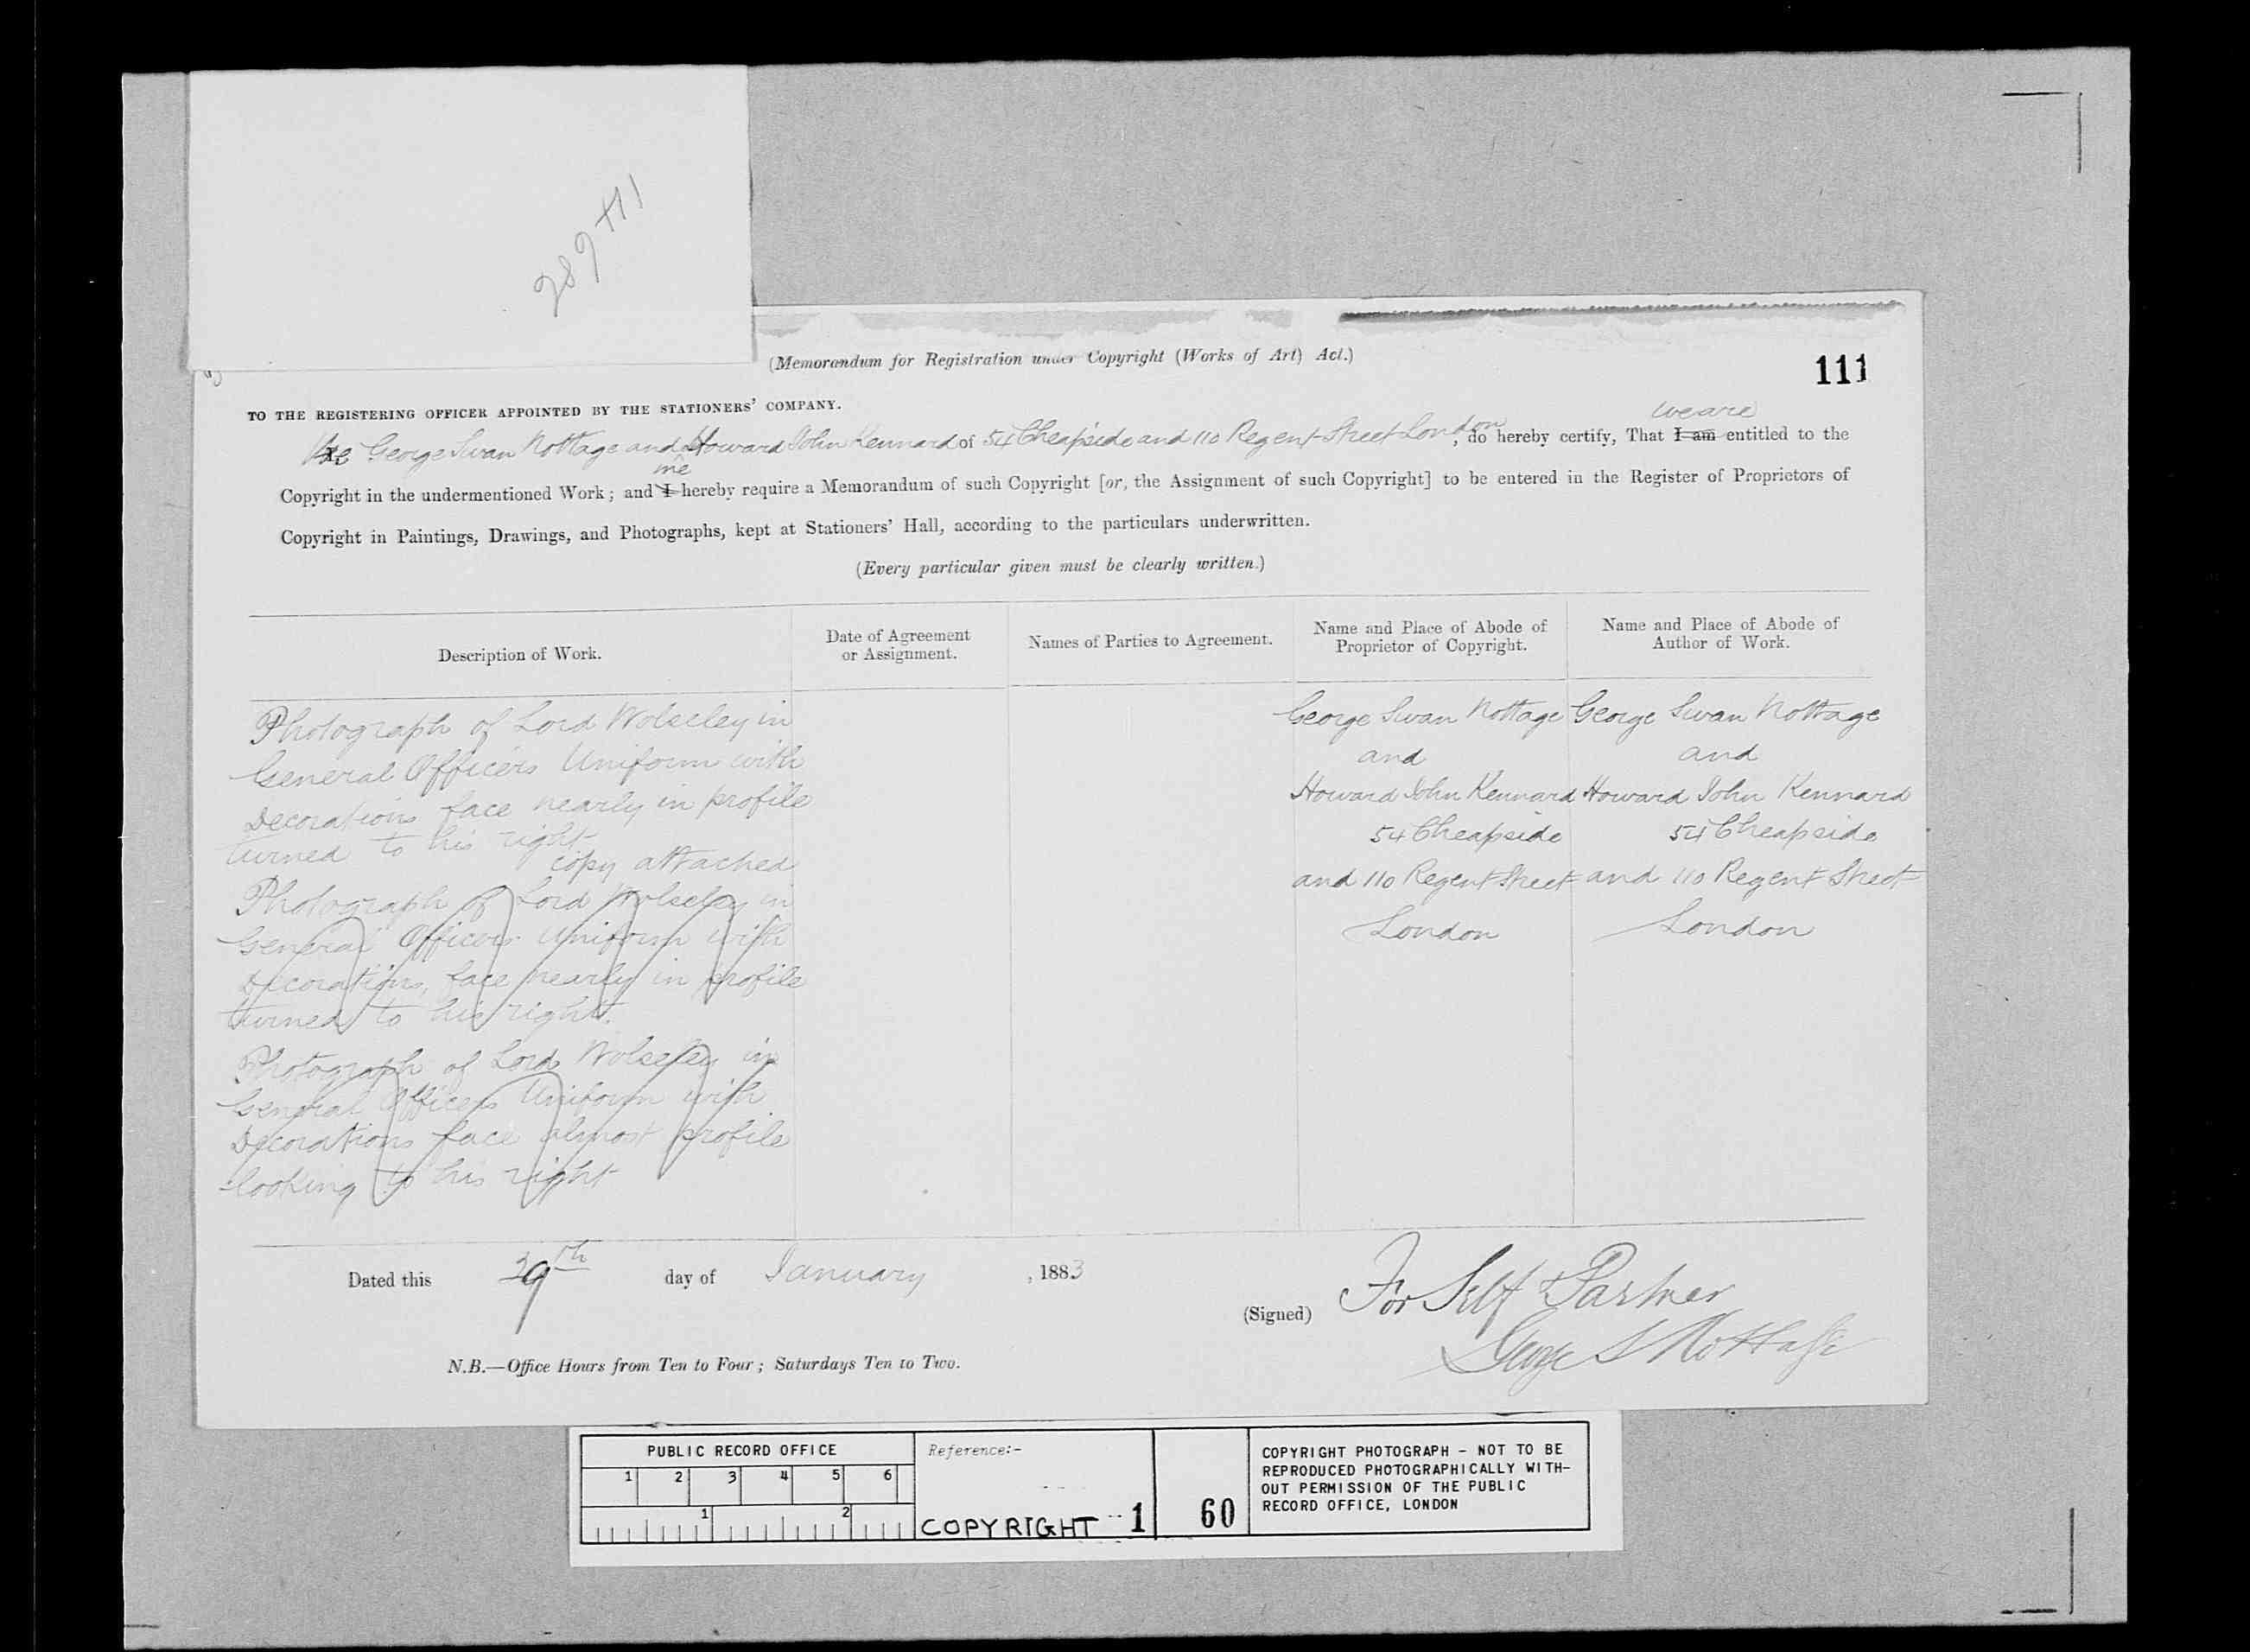 (Memorandum for Registration under Copyright (Works of Art) Act.)
111
TO THE REGISTERING OFFICER APPOINTED BY THE STATIONERS' COMPANY.
we are
We George Swan Nottage and Howard John Kennard of 54 Cheapside and 110 Regent Street London, do hereby certify, That I am entitled to the
Copyright in the undermentioned Work; and I hereby require a Memorandum of such Copyright [or, the Assignment of such Copyright] to be entered in the Register of Proprietors of
Copyright in Paintings, Drawings, and Photographs, kept at Stationers' Hall, according to the particulars underwritten.
(Every particular given must be clearly written.)
Description of Work.
Date of Agreement
or Assignment.
Names of Parties to Agreement.
Name and Place of Abode of
Proprietor of Copyright.
Name and Place of Abode of
Author of Work.
Photograph of Lord Wolseley in
General Officers Uniform with
Decorations face nearly in profile
turned to his right
copy attached
Photograph of Lord Wolseley in
General Officers Uniform with
Decorations, face nearly in profile
turned to his right.
Photograph of Lord Wolseley in
General Officers Uniform with
Decorations face almost profile
looking to his right
George Swan Nottage
and
Howard John Kennard
54 Cheapside
and 110 Regent Street
London
George Swan Nottage
and
Howard John Kennard
54 Cheapside
and 110 Regent Street
London
Dated this day of January, 1883
(Signed) For Self & Partner
George S Nottage
N.B.—Office Hours from Ten to Four; Saturdays Ten to Two.
PUBLIC RECORD OFFICE
1 2 3 4 5 6
1 2
Reference:-
COPYRIGHT 1
60
COPYRIGHT PHOTOGRAPH - NOT TO BE
REPRODUCED PHOTOGRAPHICALLY WITH-
OUT PERMISSION OF THE PUBLIC
RECORD OFFICE, LONDON